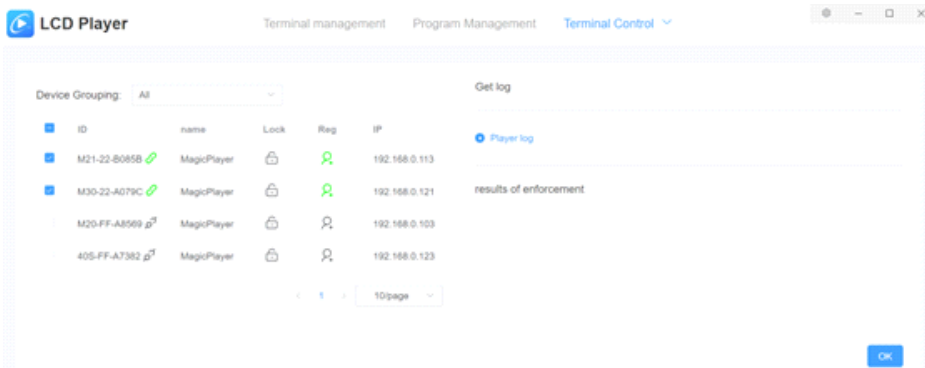 LCD Player
Terminal management Program Management Terminal Control
Device Grouping: All
ID name Lock Reg IP
M21-22-B085B MagicPlayer 192.168.0.113
M30-22-A079C MagicPlayer 192.168.0.121
M20-FF-A8569 MagicPlayer 192.168.0.103
40S-FF-A7382 MagicPlayer 192.168.0.123
1 10/page
Get log
Player log
results of enforcement
OK